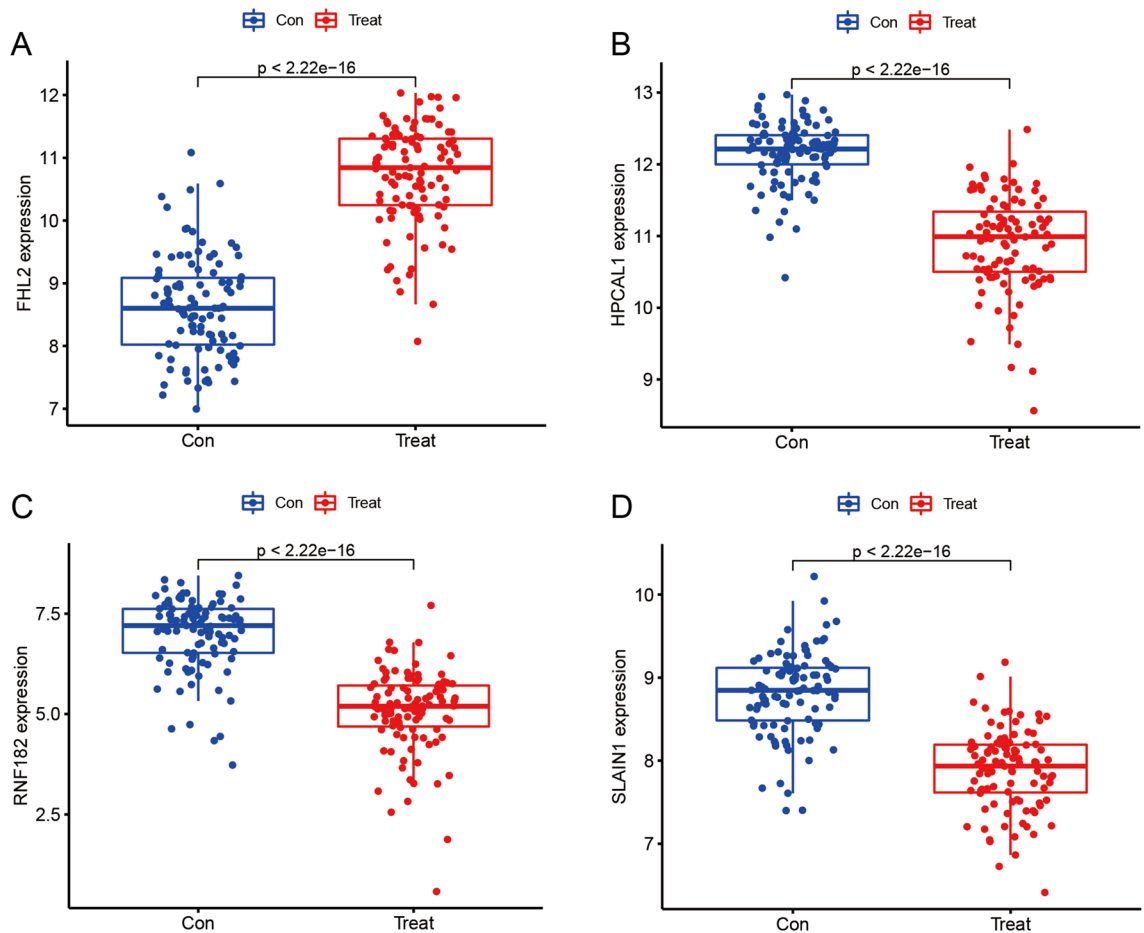 Con Treat
A
p < 2.22e−16
FHL2 expression
12
11
10
9
8
7
Con Treat
Con Treat
B
p < 2.22e−16
HPCAL1 expression
13
12
11
10
9
Con Treat
Con Treat
C
p < 2.22e−16
RNF182 expression
7.5
5.0
2.5
Con Treat
Con Treat
D
p < 2.22e−16
SLAIN1 expression
10
9
8
7
Con Treat